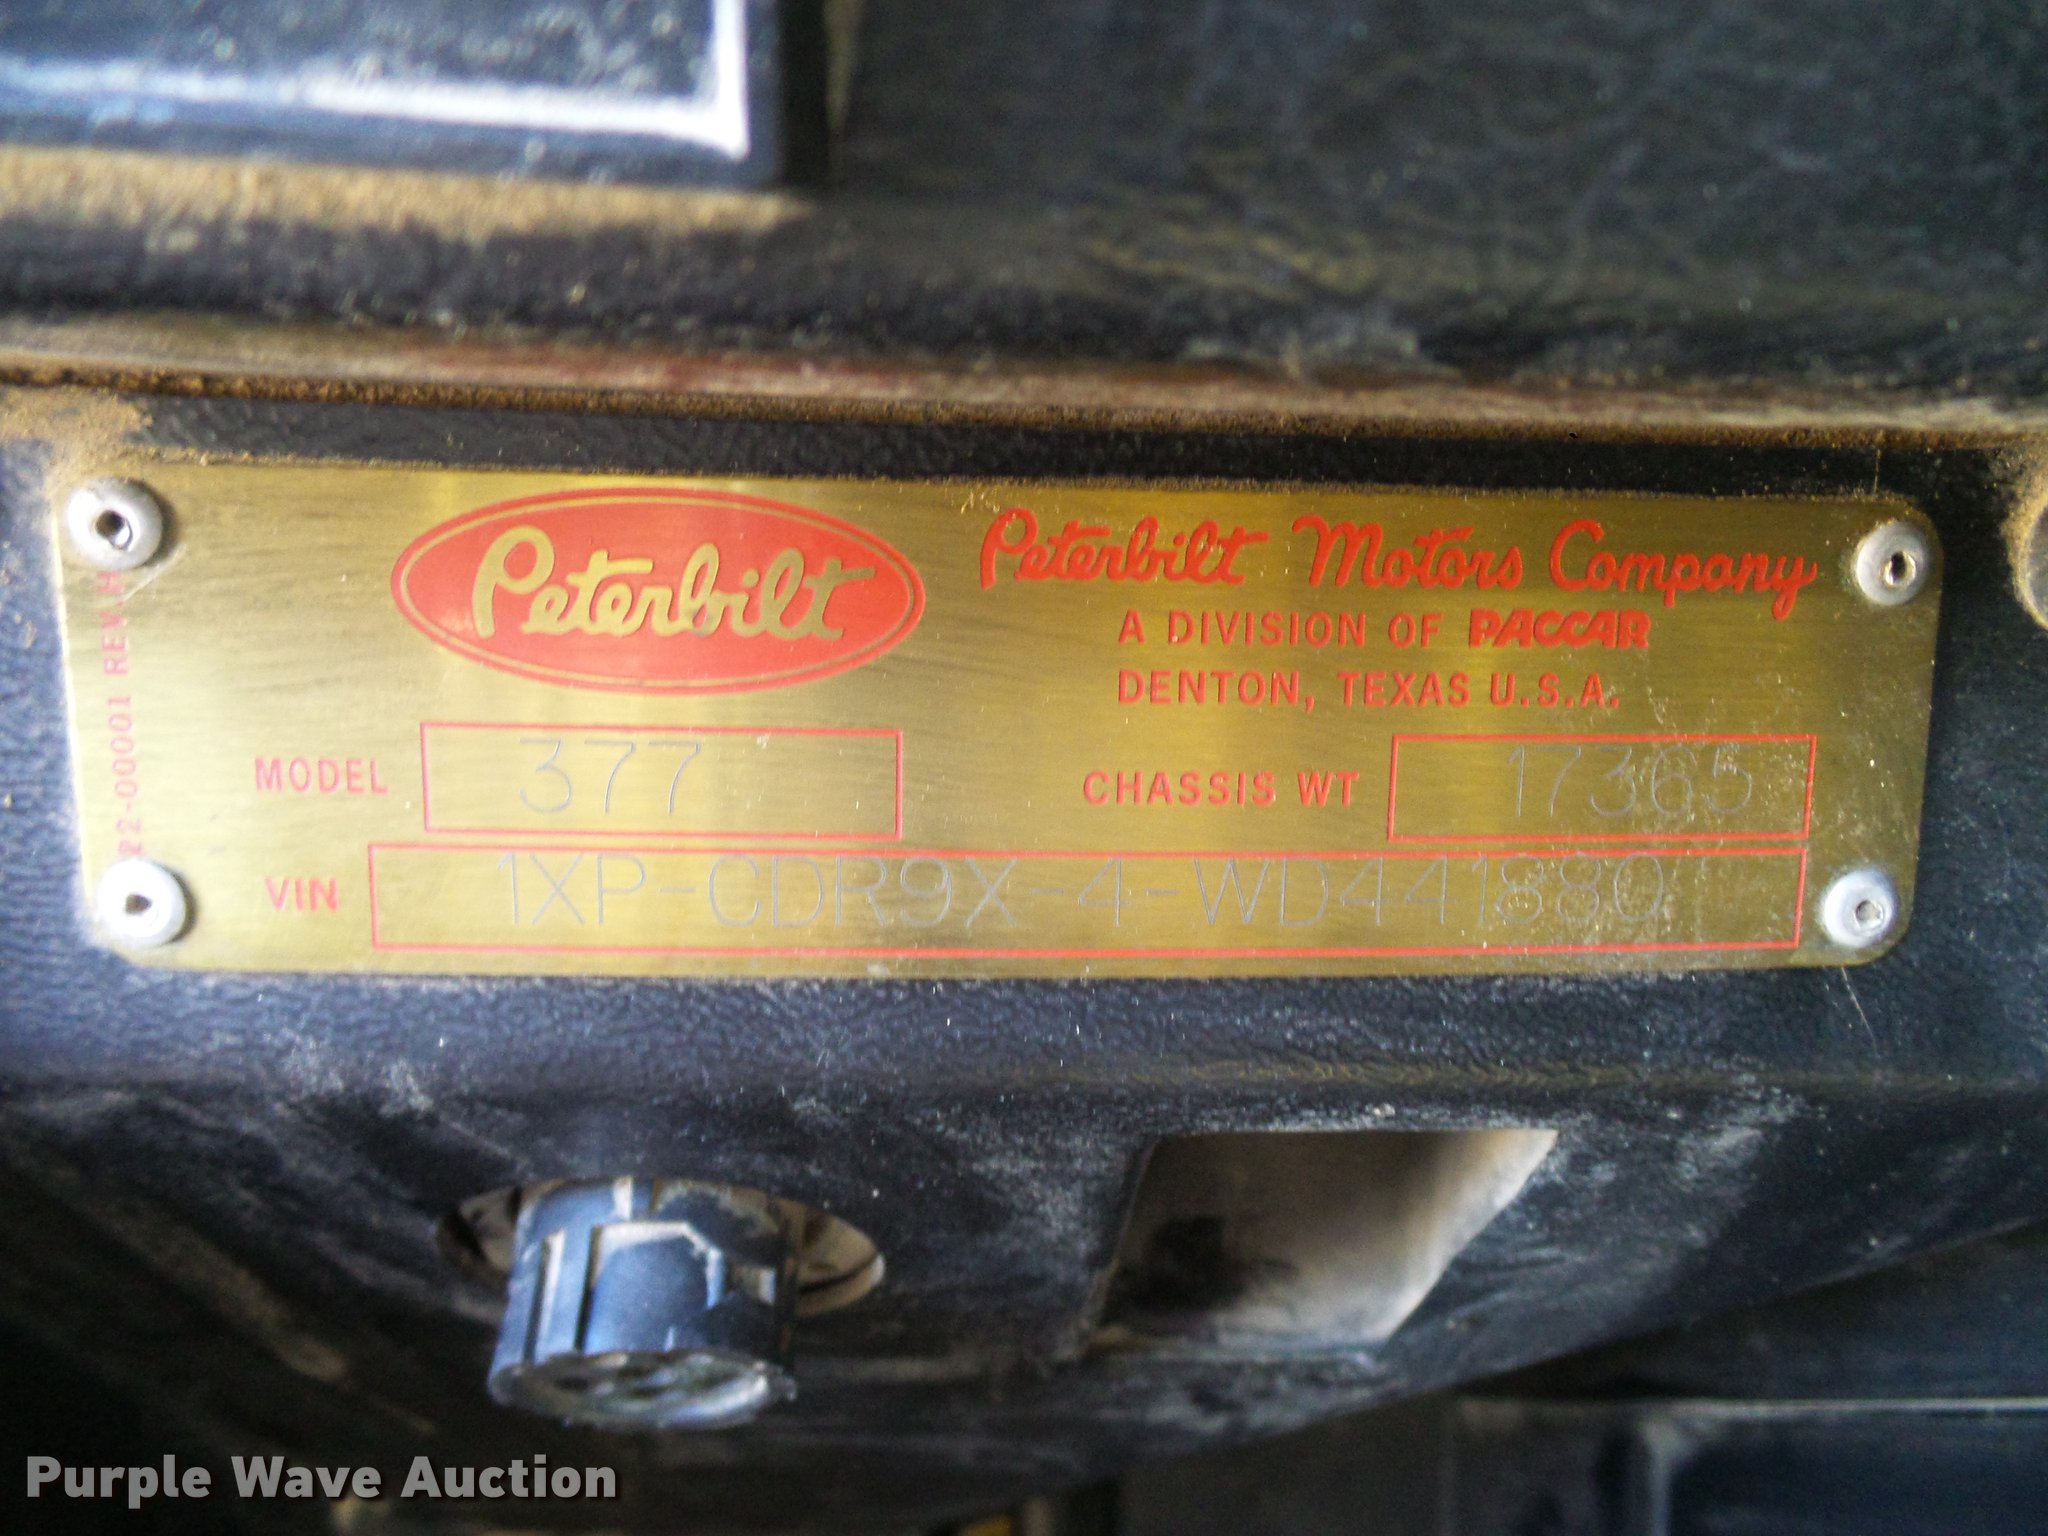 Peterbilt
Peterbilt Motors Company
A DIVISION OF PACCAR
DENTON, TEXAS U.S.A.
MODEL 377
CHASSIS WT 17365
VIN 1XP-CDR9X-4-WD441880
22-00001 REV.H
Purple Wave Auction